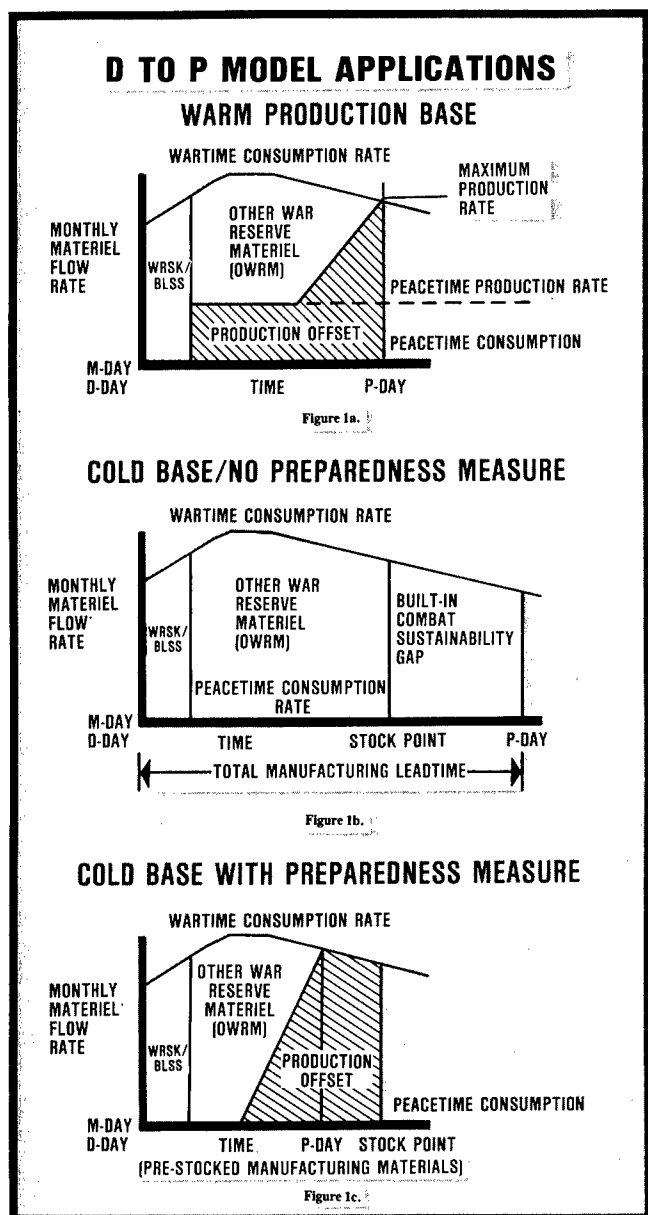 D TO P MODEL APPLICATIONS
WARM PRODUCTION BASE
WARTIME CONSUMPTION RATE
MAXIMUM
PRODUCTION
RATE
MONTHLY
MATERIEL
FLOW
RATE
OTHER WAR
RESERVE
MATERIEL
(OWRM)
WRSK/
BLSS
PEACETIME PRODUCTION RATE
PRODUCTION OFFSET
PEACETIME CONSUMPTION
M-DAY
D-DAY
TIME
P-DAY
Figure 1a.
COLD BASE/NO PREPAREDNESS MEASURE
WARTIME CONSUMPTION RATE
MONTHLY
MATERIEL
FLOW
RATE
WRSK/
BLSS
OTHER WAR
RESERVE
MATERIEL
(OWRM)
BUILT-IN
COMBAT
SUSTAINABILITY
GAP
PEACETIME CONSUMPTION
RATE
M-DAY
D-DAY
TIME
STOCK POINT
P-DAY
TOTAL MANUFACTURING LEADTIME
Figure 1b.
COLD BASE WITH PREPAREDNESS MEASURE
WARTIME CONSUMPTION RATE
MONTHLY
MATERIEL
FLOW
RATE
OTHER WAR
RESERVE
MATERIEL
(OWRM)
WRSK/
BLSS
PRODUCTION
OFFSET
PEACETIME CONSUMPTION
M-DAY
D-DAY
TIME
P-DAY
STOCK POINT
(PRE-STOCKED MANUFACTURING MATERIALS)
Figure 1c.